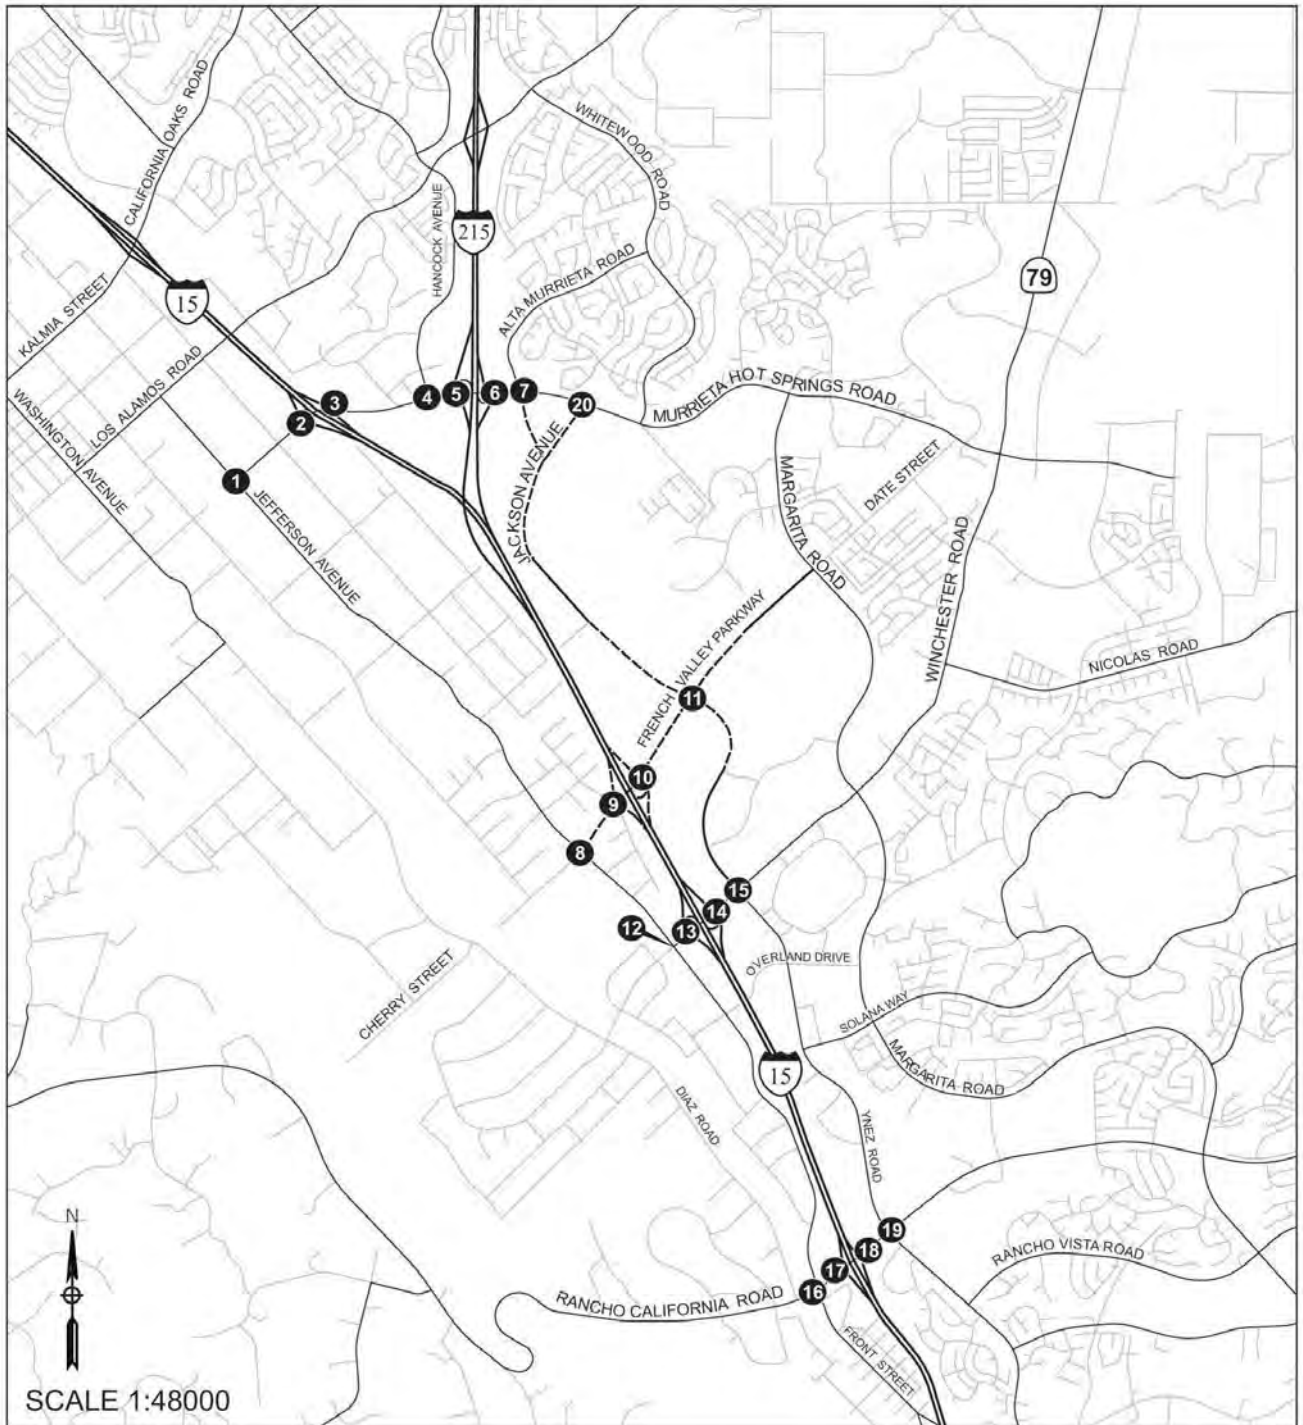 CALIFORNIA OAKS ROAD
WHITEWOOD ROAD
HANCOCK AVENUE
215
79
15
ALTA MURRIETA ROAD
KALMIA STREET
LOS ALAMOS ROAD
WASHINGTON AVENUE
3
4
5
6
7
20
2
MURRIETA HOT SPRINGS ROAD
1
JEFFERSON AVENUE
JACKSON AVENUE
MARGARITA ROAD
DATE STREET
WINCHESTER ROAD
FRENCH VALLEY PARKWAY
NICOLAS ROAD
11
10
9
8
15
14
13
12
OVERLAND DRIVE
CHERRY STREET
SOLANA WAY
MARGARITA ROAD
15
DIAZ ROAD
YNEZ ROAD
19
18
17
16
RANCHO VISTA ROAD
RANCHO CALIFORNIA ROAD
FRONT STREET
N
SCALE 1:48000